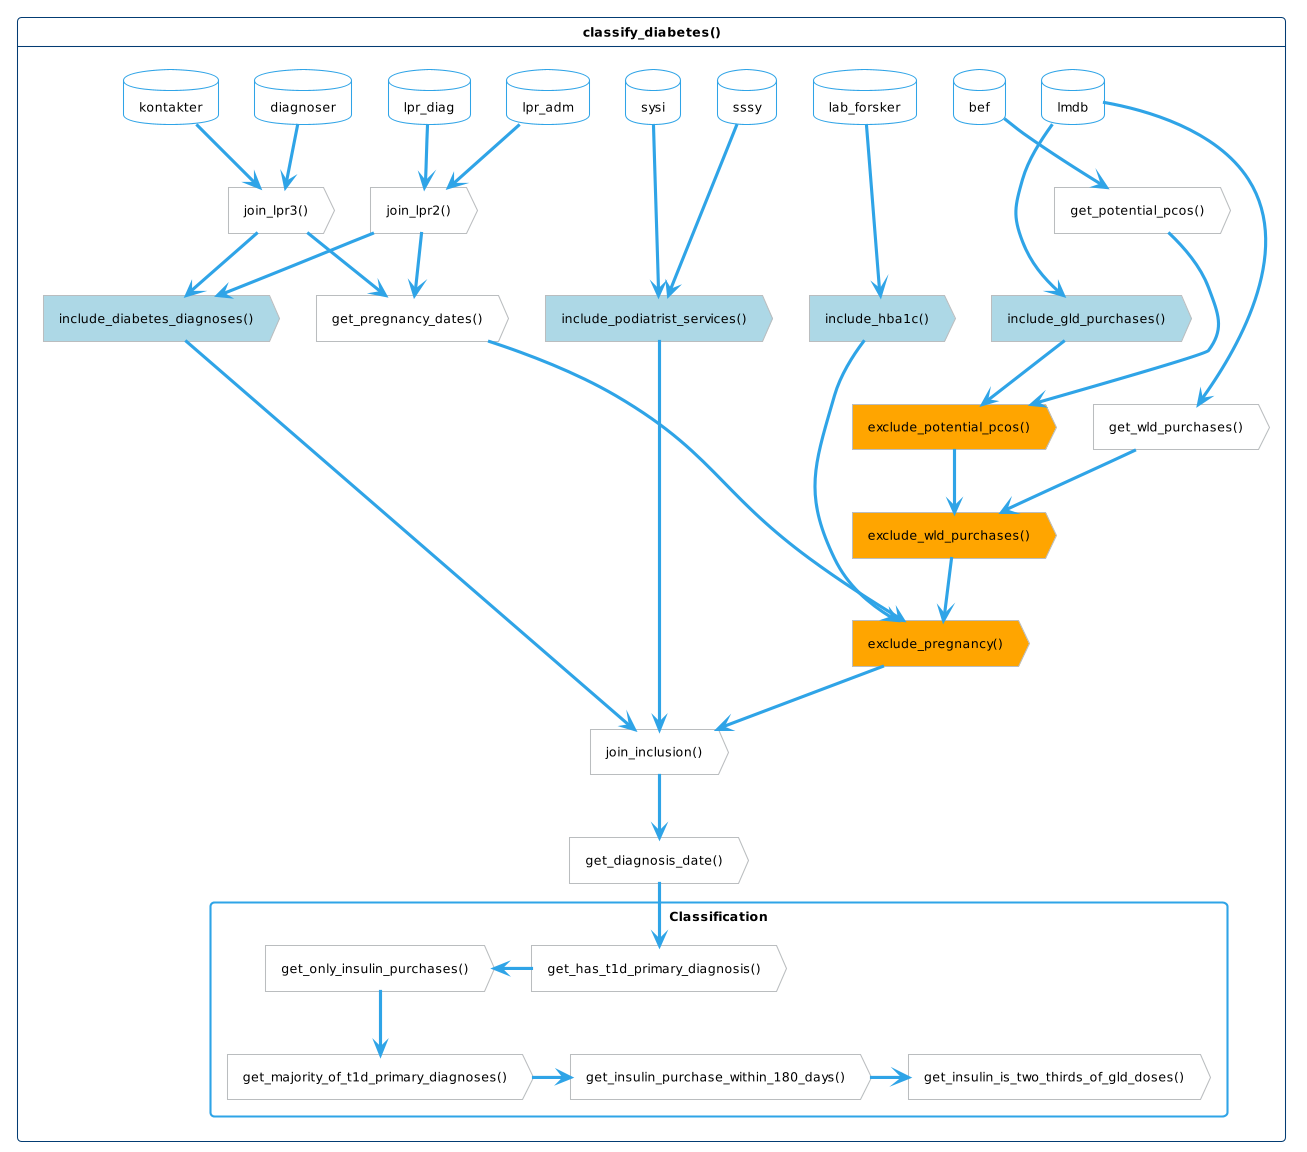 classify_diabetes()
kontakter
diagnoser
lpr_diag
lpr_adm
sysi
sssy
lab_forsker
bef
lmdb
join_lpr3()
join_lpr2()
get_potential_pcos()
include_diabetes_diagnoses()
get_pregnancy_dates()
include_podiatrist_services()
include_hba1c()
include_gld_purchases()
exclude_potential_pcos()
get_wld_purchases()
exclude_wld_purchases()
exclude_pregnancy()
join_inclusion()
get_diagnosis_date()
Classification
get_only_insulin_purchases()
get_has_t1d_primary_diagnosis()
get_majority_of_t1d_primary_diagnoses()
get_insulin_purchase_within_180_days()
get_insulin_is_two_thirds_of_gld_doses()